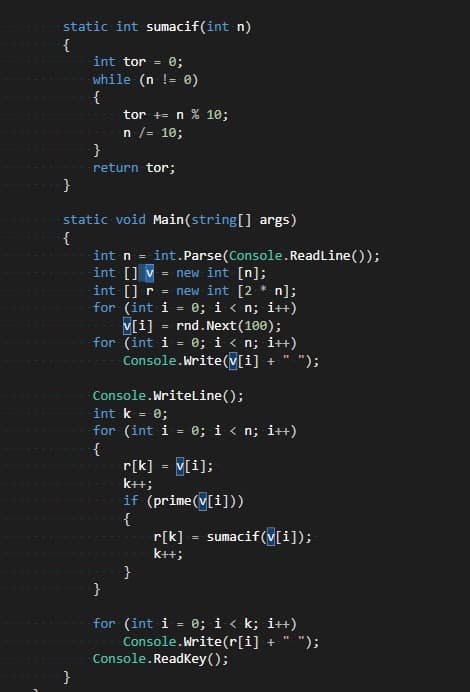 static int sumacif(int n)
{
int tor = 0;
while (n != 0)
{
tor += n % 10;
n /= 10;
}
return tor;
}
static void Main(string[] args)
{
int n = int.Parse(Console.ReadLine());
int [] v = new int [n];
int [] r = new int [2 * n];
for (int i = 0; i < n; i++)
v[i] = rnd.Next(100);
for (int i = 0; i < n; i++)
Console.Write(v[i] + " ");
Console.WriteLine();
int k = 0;
for (int i = 0; i < n; i++)
{
r[k] = v[i];
k++;
if (prime(v[i]))
{
r[k] = sumacif(v[i]);
k++;
}
}
for (int i = 0; i < k; i++)
Console.Write(r[i] + " ");
Console.ReadKey();
}